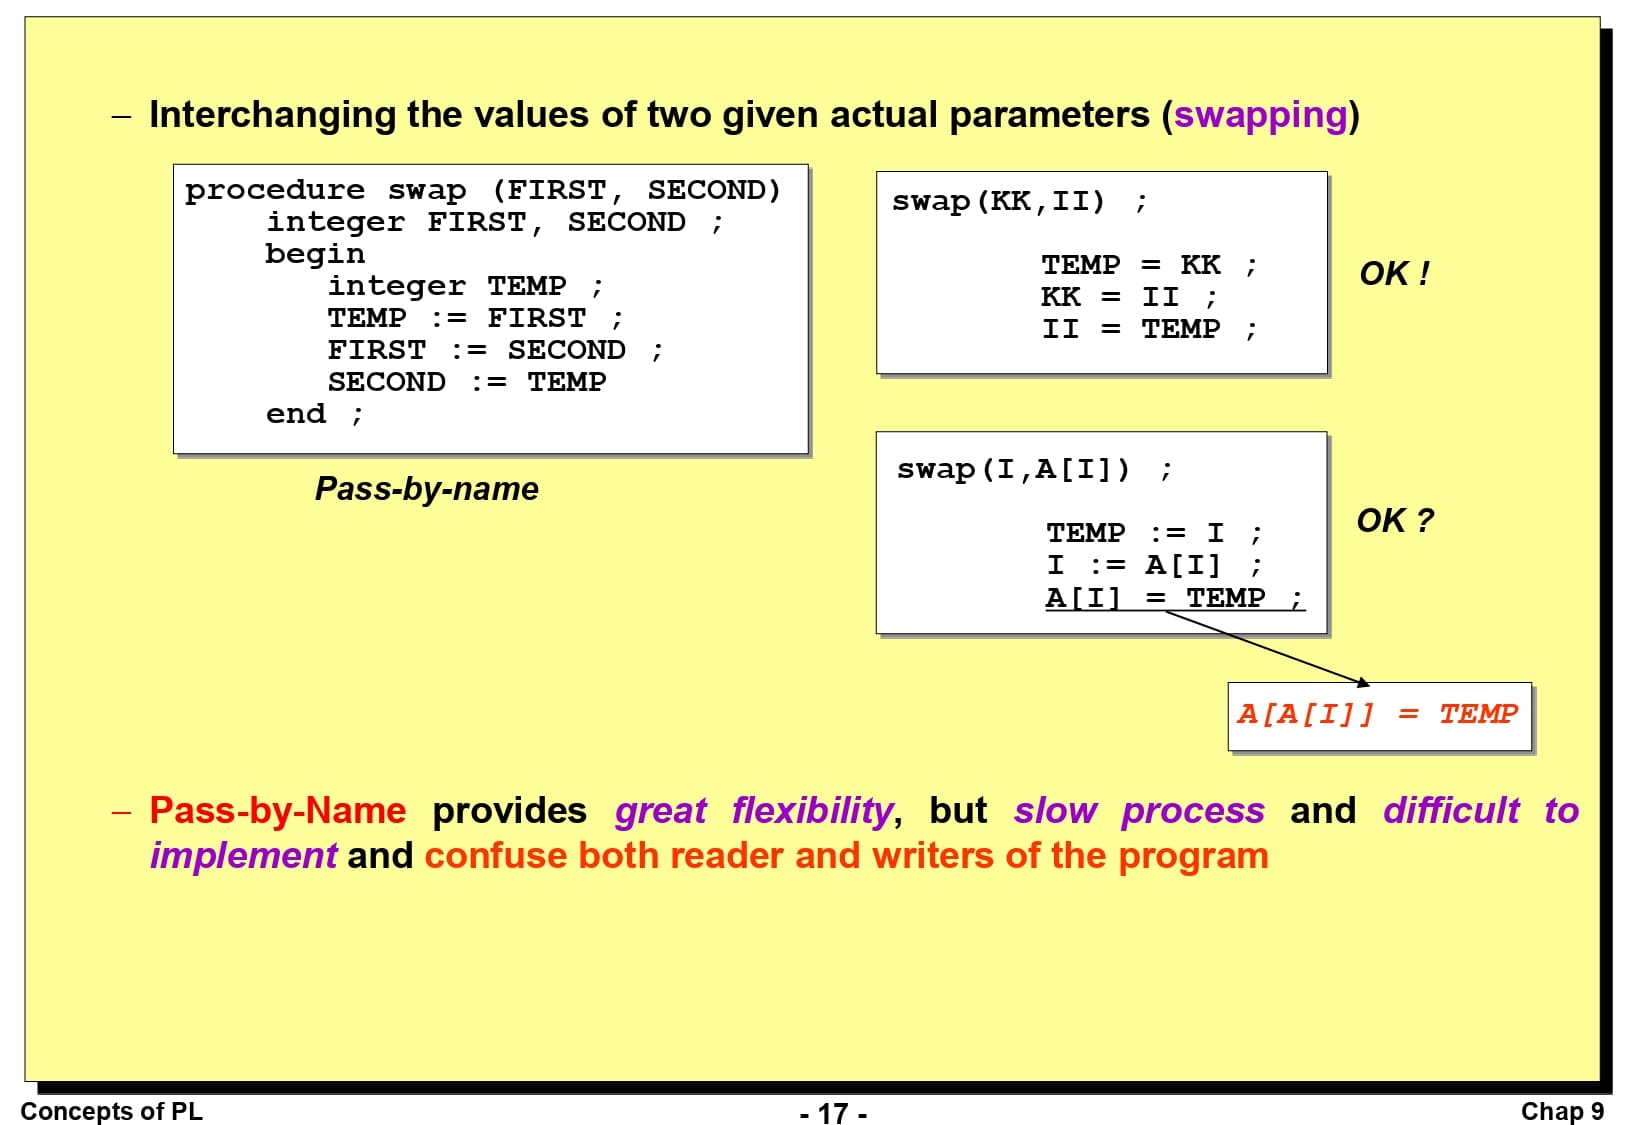 – Interchanging the values of two given actual parameters (swapping)
procedure swap (FIRST, SECOND)
integer FIRST, SECOND ;
begin
integer TEMP ;
TEMP := FIRST ;
FIRST := SECOND ;
SECOND := TEMP
end ;
Pass-by-name
swap(KK,II) ;
TEMP = KK ;
KK = II ;
II = TEMP ;
OK !
swap(I,A[I]) ;
TEMP := I ;
I := A[I] ;
A[I] = TEMP ;
OK ?
A[A[I]] = TEMP
– Pass-by-Name provides great flexibility, but slow process and difficult to
implement and confuse both reader and writers of the program
Concepts of PL
- 17 -
Chap 9